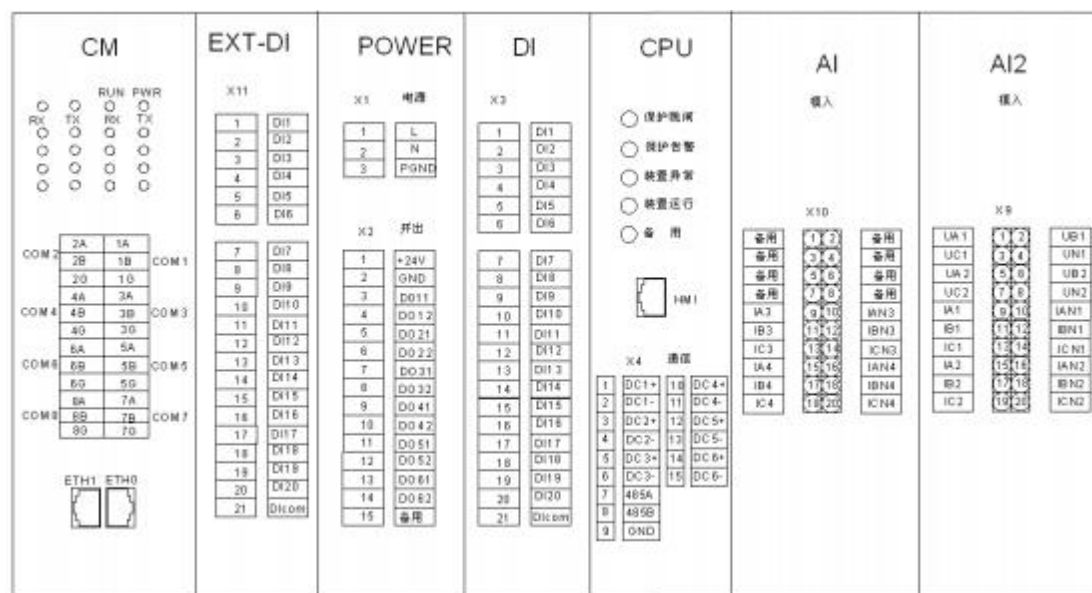 CM
RUN PWR
RX TX RX TX
2A 1A
COM2 2B 1B COM1
2G 1G
4A 3A
COM4 4B 3B COM3
4G 3G
6A 5A
COM6 6B 5B COM5
6G 5G
8A 7A
COM8 8B 7B COM7
8G 7G
ETH1 ETH0
EXT-DI
X11
1 DI1
2 DI2
3 DI3
4 DI4
5 DI5
6 DI6
7 DI7
8 DI8
9 DI9
10 DI10
11 DI11
12 DI12
13 DI13
14 DI14
15 DI15
16 DI16
17 DI17
18 DI18
19 DI19
20 DI20
21 DIcom
POWER
X1 电源
1 L
2 N
3 PGND
X2 开出
1 +24V
2 GND
3 DO11
4 DO12
5 DO21
6 DO22
7 DO31
8 DO32
9 DO41
10 DO42
11 DO51
12 DO52
13 DO61
14 DO62
15 备用
DI
X3
1 DI1
2 DI2
3 DI3
4 DI4
5 DI5
6 DI6
7 DI7
8 DI8
9 DI9
10 DI10
11 DI11
12 DI12
13 DI13
14 DI14
15 DI15
16 DI16
17 DI17
18 DI18
19 DI19
20 DI20
21 DIcom
CPU
保护跳闸
保护告警
装置异常
装置运行
备 用
HMI
X4 通信
1 DC1+ 10 DC4+
2 DC1- 11 DC4-
3 DC2+ 12 DC5+
4 DC2- 13 DC5-
5 DC3+ 14 DC6+
6 DC3- 15 DC6-
7 485A
8 485B
9 GND
AI
模入
X10
备用 1 2 备用
备用 3 4 备用
备用 5 6 备用
备用 7 8 备用
IA3 9 10 IAN3
IB3 11 12 IBN3
IC3 13 14 ICN3
IA4 15 16 IAN4
IB4 17 18 IBN4
IC4 19 20 ICN4
AI2
模入
X9
UA1 1 2 UB1
UC1 3 4 UN1
UA2 5 6 UB2
UC2 7 8 UN2
IA1 9 10 IAN1
IB1 11 12 IBN1
IC1 13 14 ICN1
IA2 15 16 IAN2
IB2 17 18 IBN2
IC2 19 20 ICN2